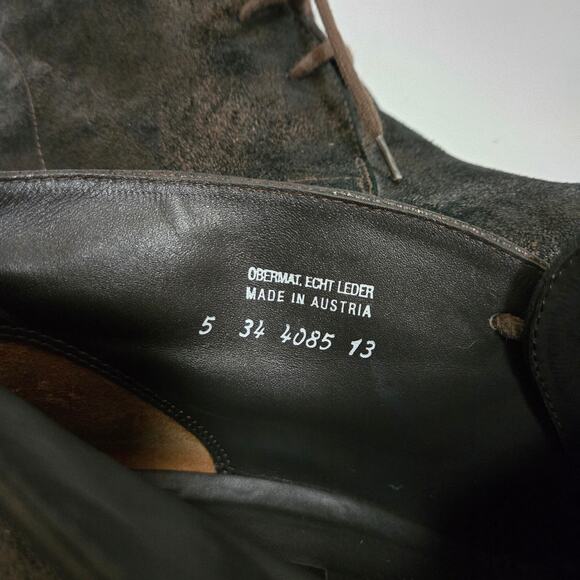 OBERMAT. ECHT LEDER
MADE IN AUSTRIA
5 34 4085 13